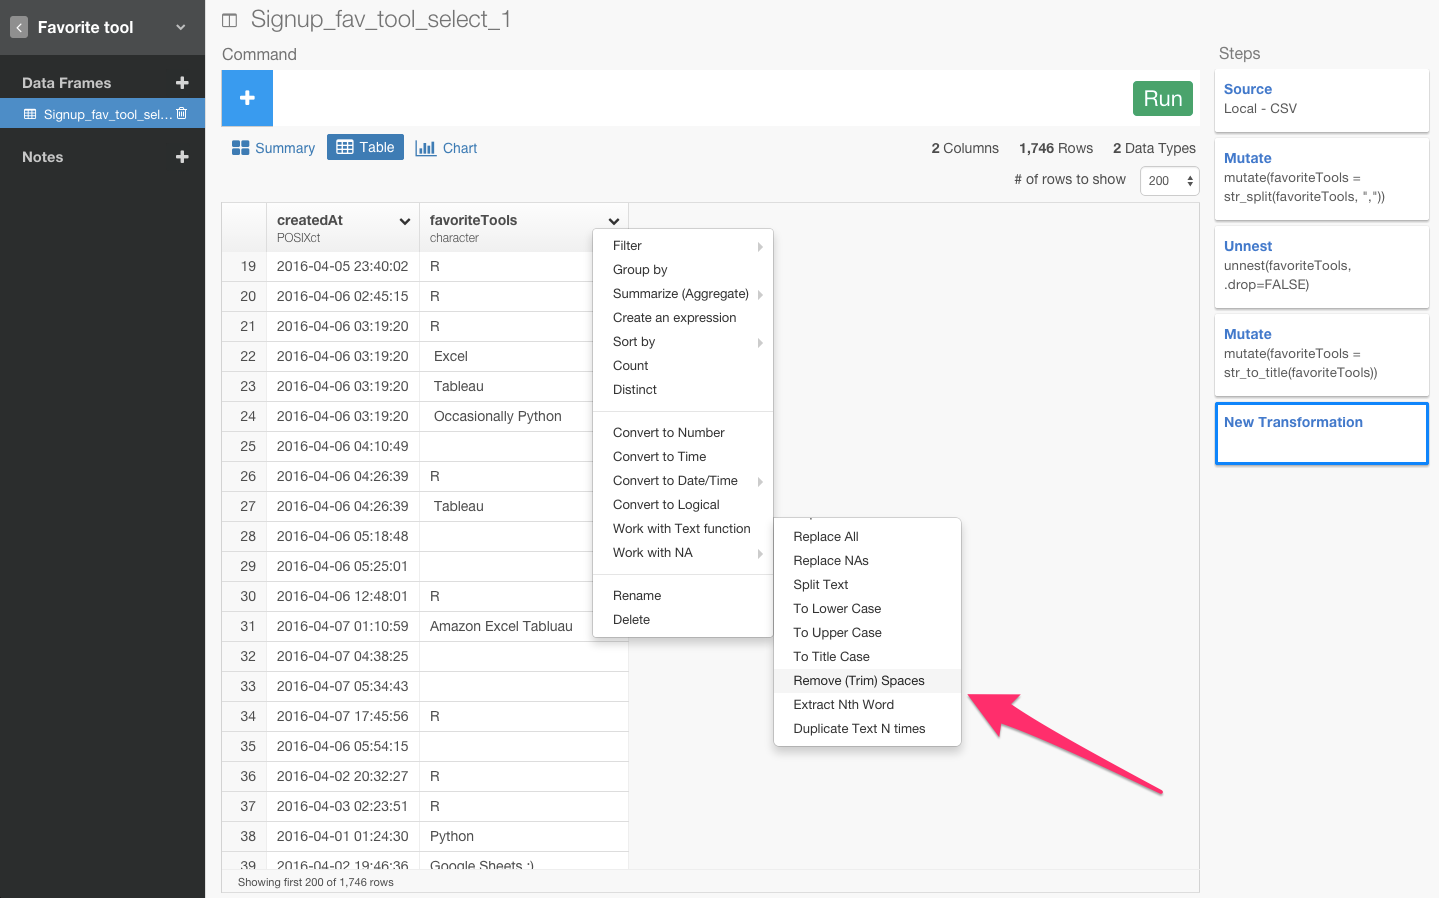 Favorite tool
Data Frames
Signup_fav_tool_sel...
Notes
Signup_fav_tool_select_1
Command
Run
Summary
Table
Chart
2 Columns 1,746 Rows 2 Data Types
# of rows to show 200
createdAt favoriteTools
POSIXct character
19 2016-04-05 23:40:02 R
20 2016-04-06 02:45:15 R
21 2016-04-06 03:19:20 R
22 2016-04-06 03:19:20 Excel
23 2016-04-06 03:19:20 Tableau
24 2016-04-06 03:19:20 Occasionally Python
25 2016-04-06 04:10:49
26 2016-04-06 04:26:39 R
27 2016-04-06 04:26:39 Tableau
28 2016-04-06 05:18:48
29 2016-04-06 05:25:01
30 2016-04-06 12:48:01 R
31 2016-04-07 01:10:59 Amazon Excel Tabluau
32 2016-04-07 04:38:25
33 2016-04-07 05:34:43
34 2016-04-07 17:45:56 R
35 2016-04-06 05:54:15
36 2016-04-02 20:32:27 R
37 2016-04-03 02:23:51 R
38 2016-04-01 01:24:30 Python
39 2016-04-02 19:46:36 Google Sheets :)
Showing first 200 of 1,746 rows
Filter
Group by
Summarize (Aggregate)
Create an expression
Sort by
Count
Distinct
Convert to Number
Convert to Time
Convert to Date/Time
Convert to Logical
Work with Text function
Work with NA
Rename
Delete
Replace All
Replace NAs
Split Text
To Lower Case
To Upper Case
To Title Case
Remove (Trim) Spaces
Extract Nth Word
Duplicate Text N times
Steps
Source
Local - CSV
Mutate
mutate(favoriteTools =
str_split(favoriteTools, ","))
Unnest
unnest(favoriteTools,
.drop=FALSE)
Mutate
mutate(favoriteTools =
str_to_title(favoriteTools))
New Transformation